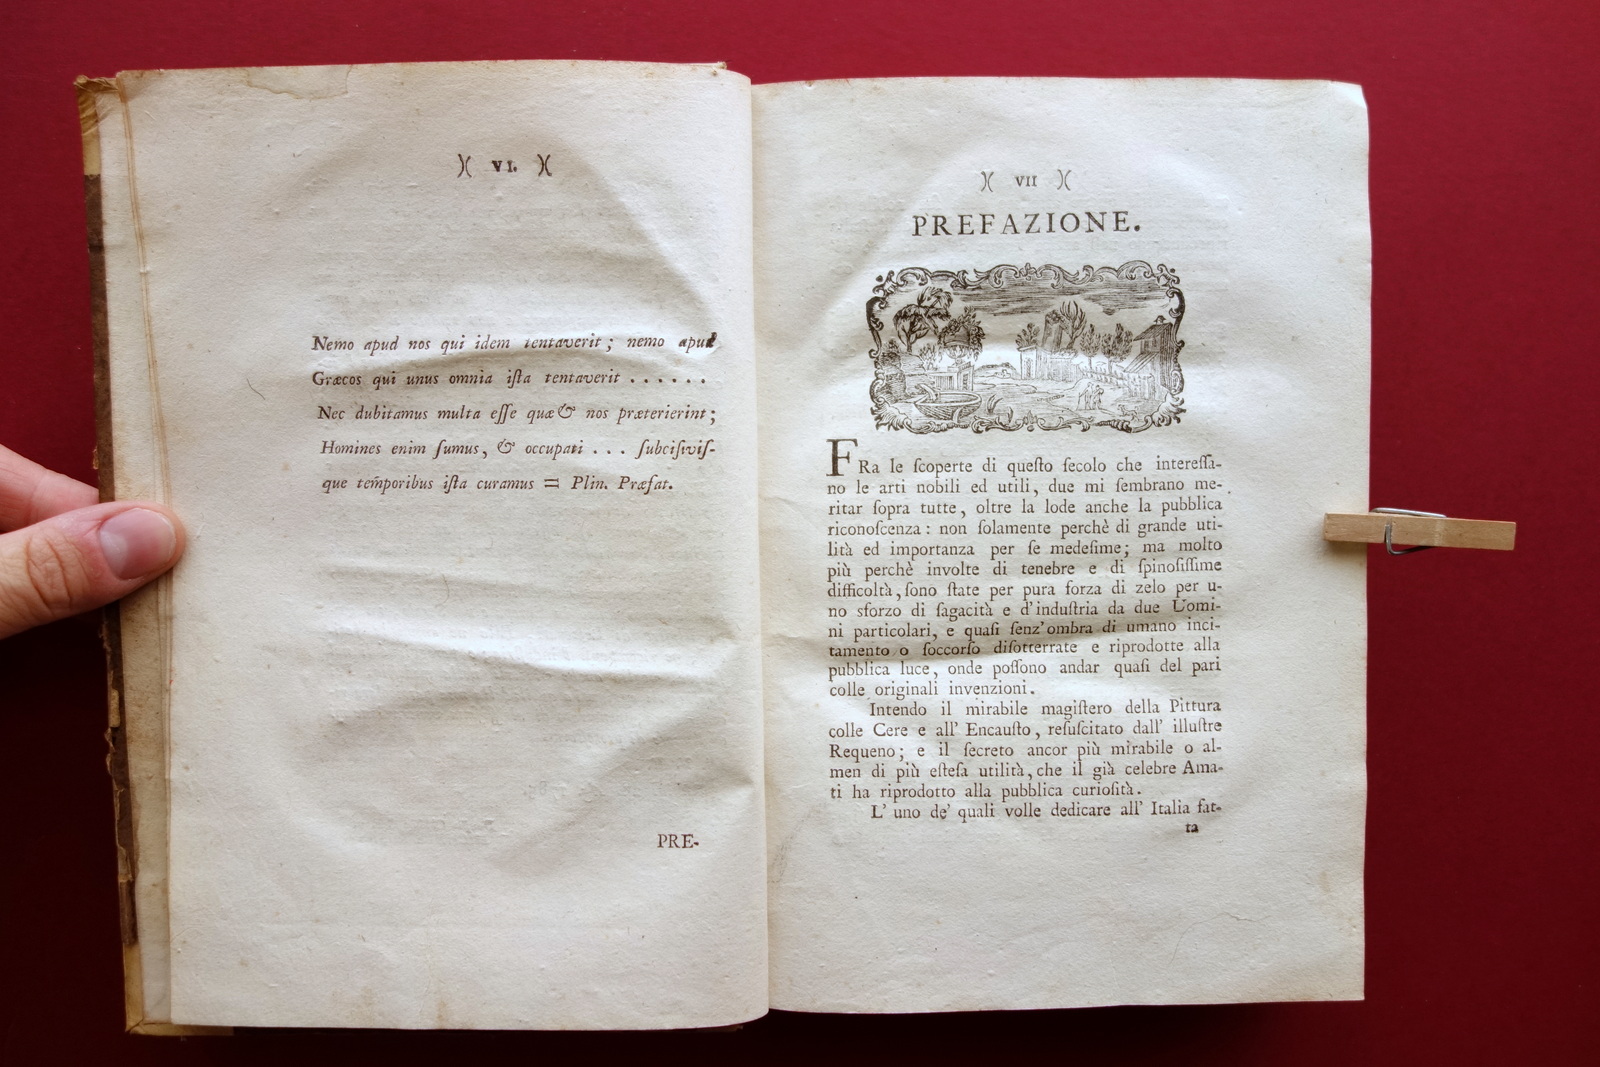 )( VI. )(
Nemo apud nos qui idem tentaverit; nemo apud
Græcos qui unus omnia iſta tentaverit ......
Nec dubitamus multa eſſe quæ & nos præterierint;
Homines enim ſumus, & occupati ... ſubciſiviſ-
que tem̃poribus iſta curamus = Plin. Præfat.
PRE-
)( VII )(
PREFAZIONE.
FRa le ſcoperte di queſto ſecolo che intereſſa-
no le arti nobili ed utili, due mi ſembrano me-
ritar ſopra tutte, oltre la lode anche la pubblica
riconoſcenza: non ſolamente perchè di grande uti-
lità ed importanza per ſe medeſime; ma molto
più perchè involte di tenebre e di ſpinoſiſſime
difficoltà, ſono ſtate per pura forza di zelo per u-
no sforzo di ſagacità e d'induſtria da due Uomi-
ni particolari, e quaſi ſenz'ombra di umano inci-
tamento o ſoccorſo diſotterrate e riprodotte alla
pubblica luce, onde poſſono andar quaſi del pari
colle originali invenzioni.
Intendo il mirabile magiſtero della Pittura
colle Cere e all' Encauſto, reſuſcitato dall' illuſtre
Requeno; e il ſecreto ancor più mirabile o al-
men di più eſteſa utilità, che il già celebre Ama-
ti ha riprodotto alla pubblica curioſità.
L' uno de' quali volle dedicare all' Italia fat-
ta